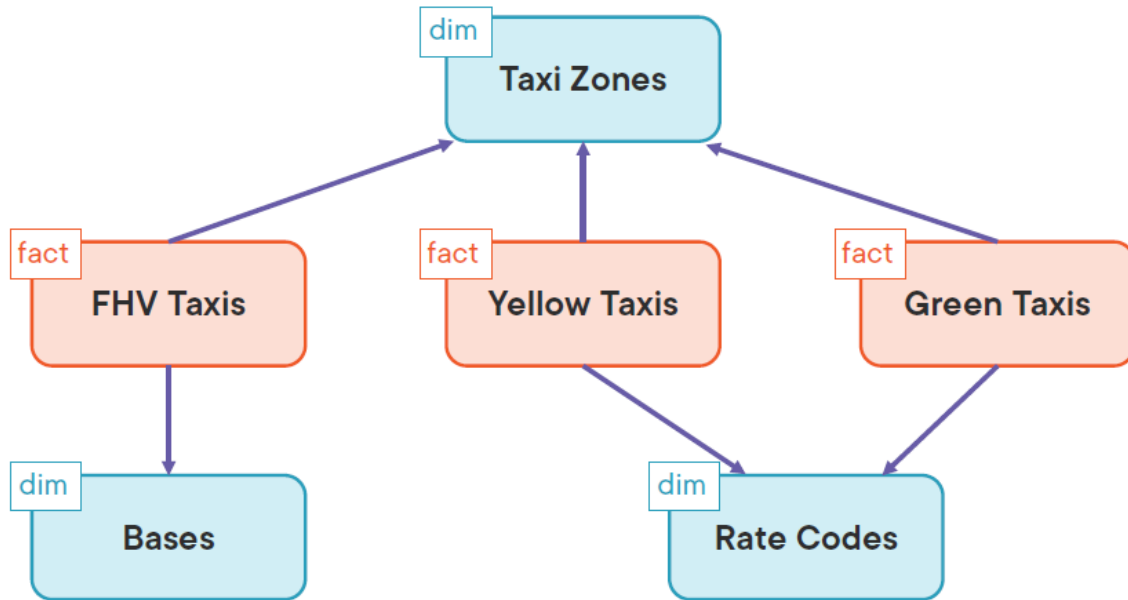 dim
Taxi Zones
fact
FHV Taxis
fact
Yellow Taxis
fact
Green Taxis
dim
Bases
dim
Rate Codes